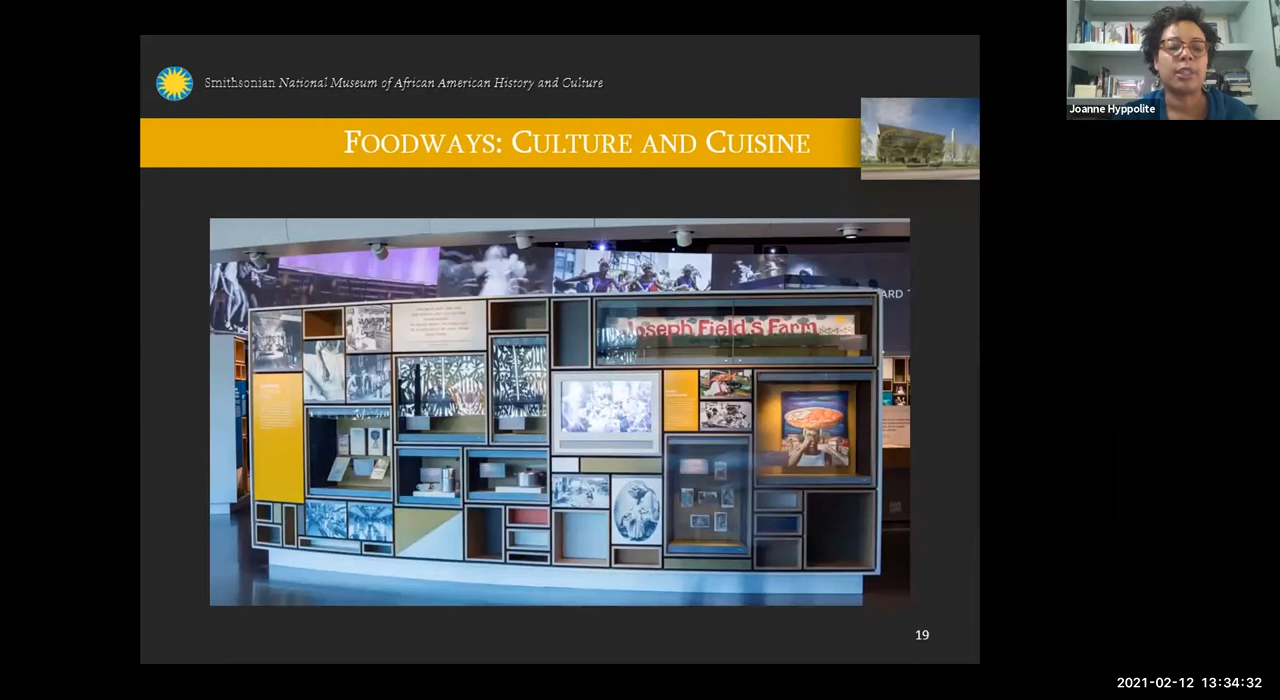 Smithsonian National Museum of African American History and Culture
Joanne Hyppolite
FOODWAYS: CULTURE AND CUISINE
ARD T
Joseph Field's Farm
19
2021-02-12 13:34:32